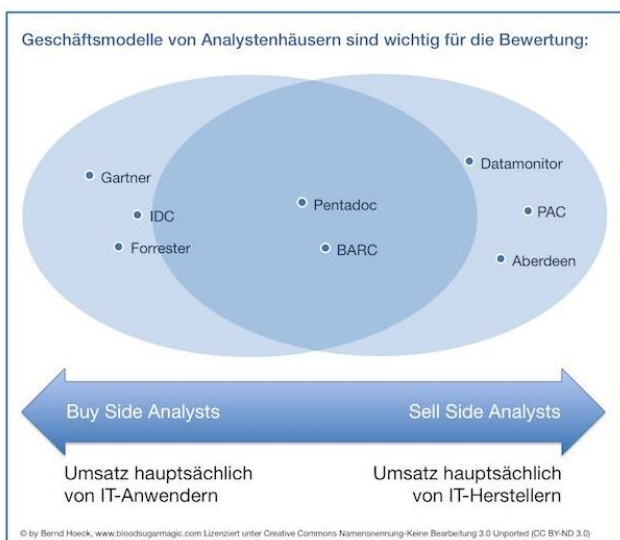 Geschäftsmodelle von Analystenhäusern sind wichtig für die Bewertung:
Gartner
IDC
Forrester
Pentadoc
BARC
Datamonitor
PAC
Aberdeen
Buy Side Analysts
Sell Side Analysts
Umsatz hauptsächlich
von IT-Anwendern
Umsatz hauptsächlich
von IT-Herstellern
© by Bernd Hoeck, www.bloodsugarmagic.com Lizenziert unter Creative Commons Namensnennung-Keine Bearbeitung 3.0 Unported (CC BY-ND 3.0)